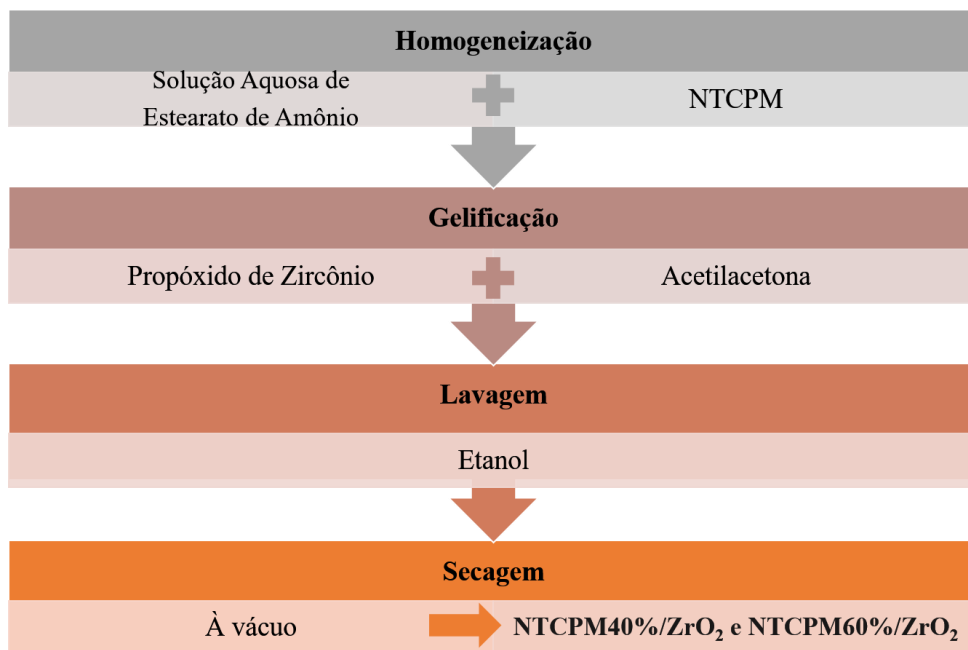 Homogeneização
Solução Aquosa de
Estearato de Amônio
NTCPM
Gelificação
Propóxido de Zircônio
Acetilacetona
Lavagem
Etanol
Secagem
À vácuo
NTCPM40%/ZrO₂ e NTCPM60%/ZrO₂